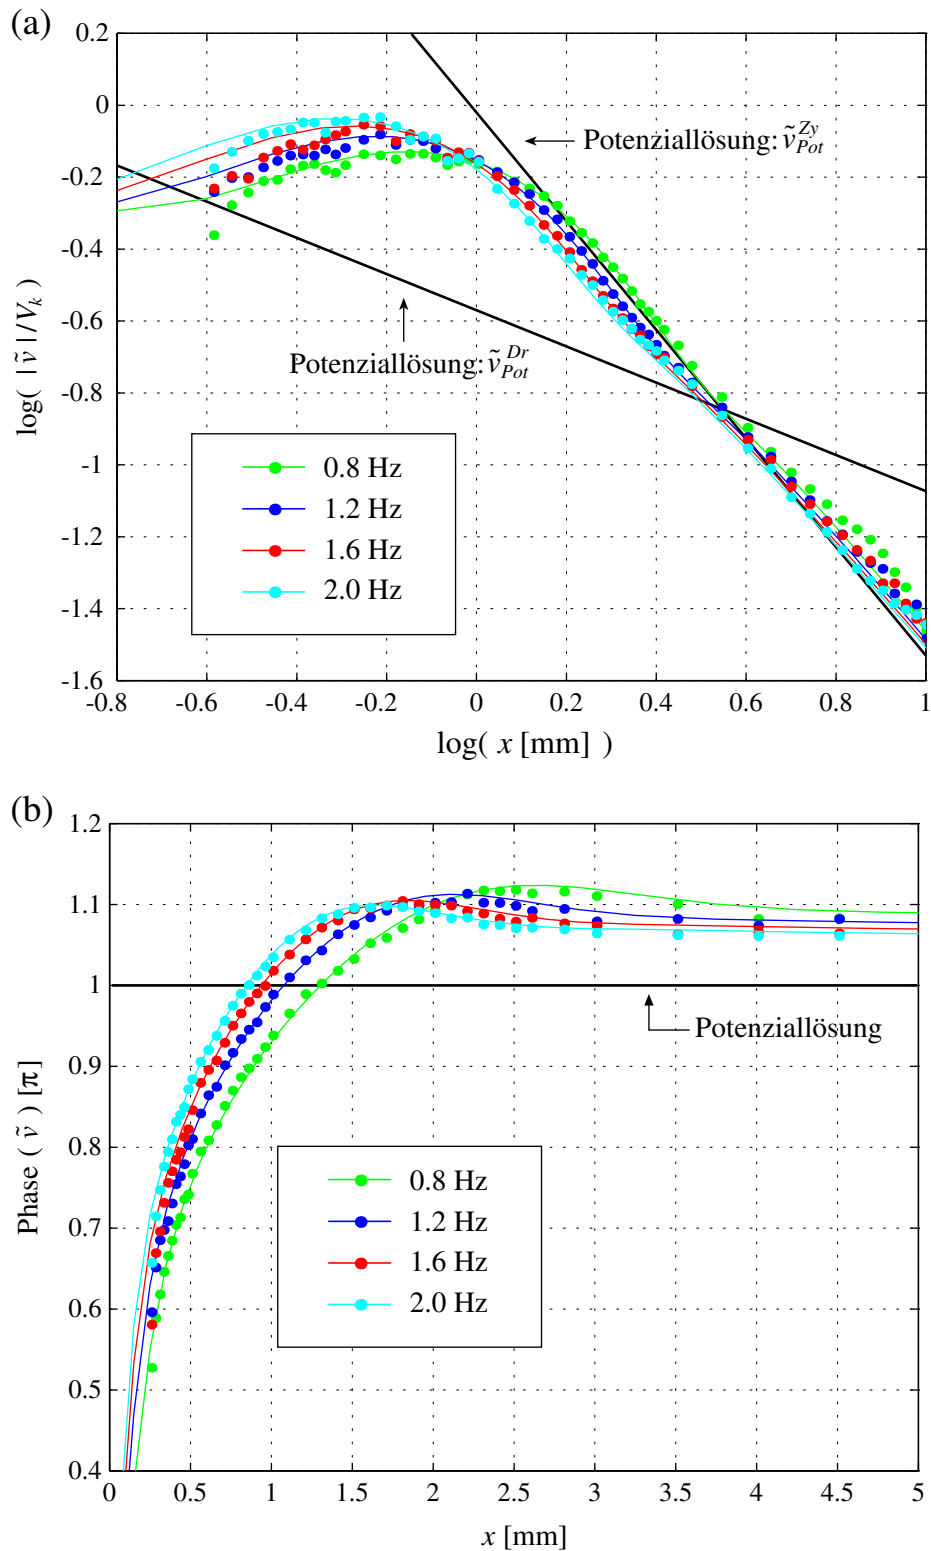 (a)
0.2
0
-0.2
-0.4
-0.6
-0.8
-1
-1.2
-1.4
-1.6
log( |ṽ|/V_k )
Potenziallösung: ṽ_Pot^Zy
Potenziallösung: ṽ_Pot^Dr
0.8 Hz
1.2 Hz
1.6 Hz
2.0 Hz
-0.8 -0.6 -0.4 -0.2 0 0.2 0.4 0.6 0.8 1
log( x [mm] )
(b)
1.2
1.1
1
0.9
0.8
0.7
0.6
0.5
0.4
Phase ( ṽ ) [π]
Potenziallösung
0.8 Hz
1.2 Hz
1.6 Hz
2.0 Hz
0 0.5 1 1.5 2 2.5 3 3.5 4 4.5 5
x [mm]